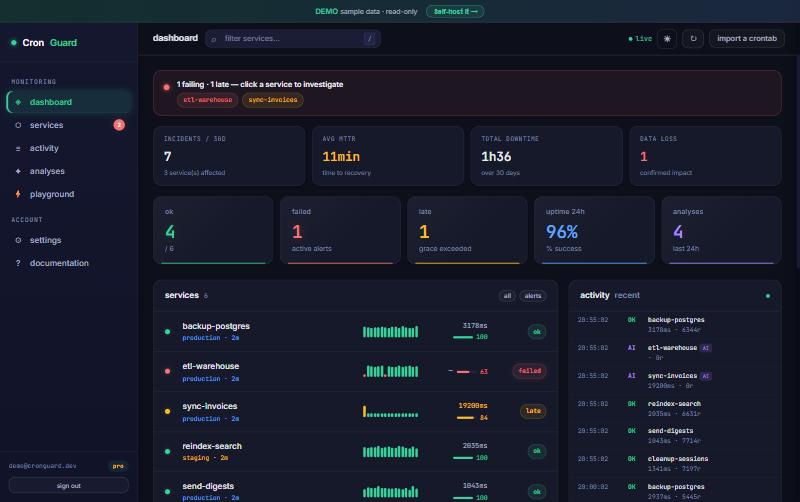 DEMO sample data · read-only
Self-host it →
Cron Guard
MONITORING
dashboard
services
2
activity
analyses
playground
ACCOUNT
settings
documentation
demo@cronguard.dev
pro
sign out
dashboard
filter services...
/
live
import a crontab
1 failing · 1 late — click a service to investigate
etl-warehouse
sync-invoices
INCIDENTS / 30D
7
3 service(s) affected
AVG MTTR
11min
time to recovery
TOTAL DOWNTIME
1h36
over 30 days
DATA LOSS
1
confirmed impact
ok
4
/ 6
failed
1
active alerts
late
1
grace exceeded
uptime 24h
96%
% success
analyses
4
last 24h
services 6
all
alerts
backup-postgres
production · 2m
3178ms
100
ok
etl-warehouse
production · 2m
—
63
failed
sync-invoices
production · 2m
19200ms
84
late
reindex-search
staging · 2m
2035ms
100
ok
send-digests
production · 2m
1043ms
100
ok
activity recent
20:55:02 OK backup-postgres
3178ms · 6344r
20:55:02 AI etl-warehouse AI
· 0r
20:55:02 AI sync-invoices AI
19200ms · 0r
20:55:02 OK reindex-search
2035ms · 6631r
20:55:02 OK send-digests
1043ms · 7714r
20:55:02 OK cleanup-sessions
1341ms · 7197r
20:00:02 OK backup-postgres
2937ms · 5445r